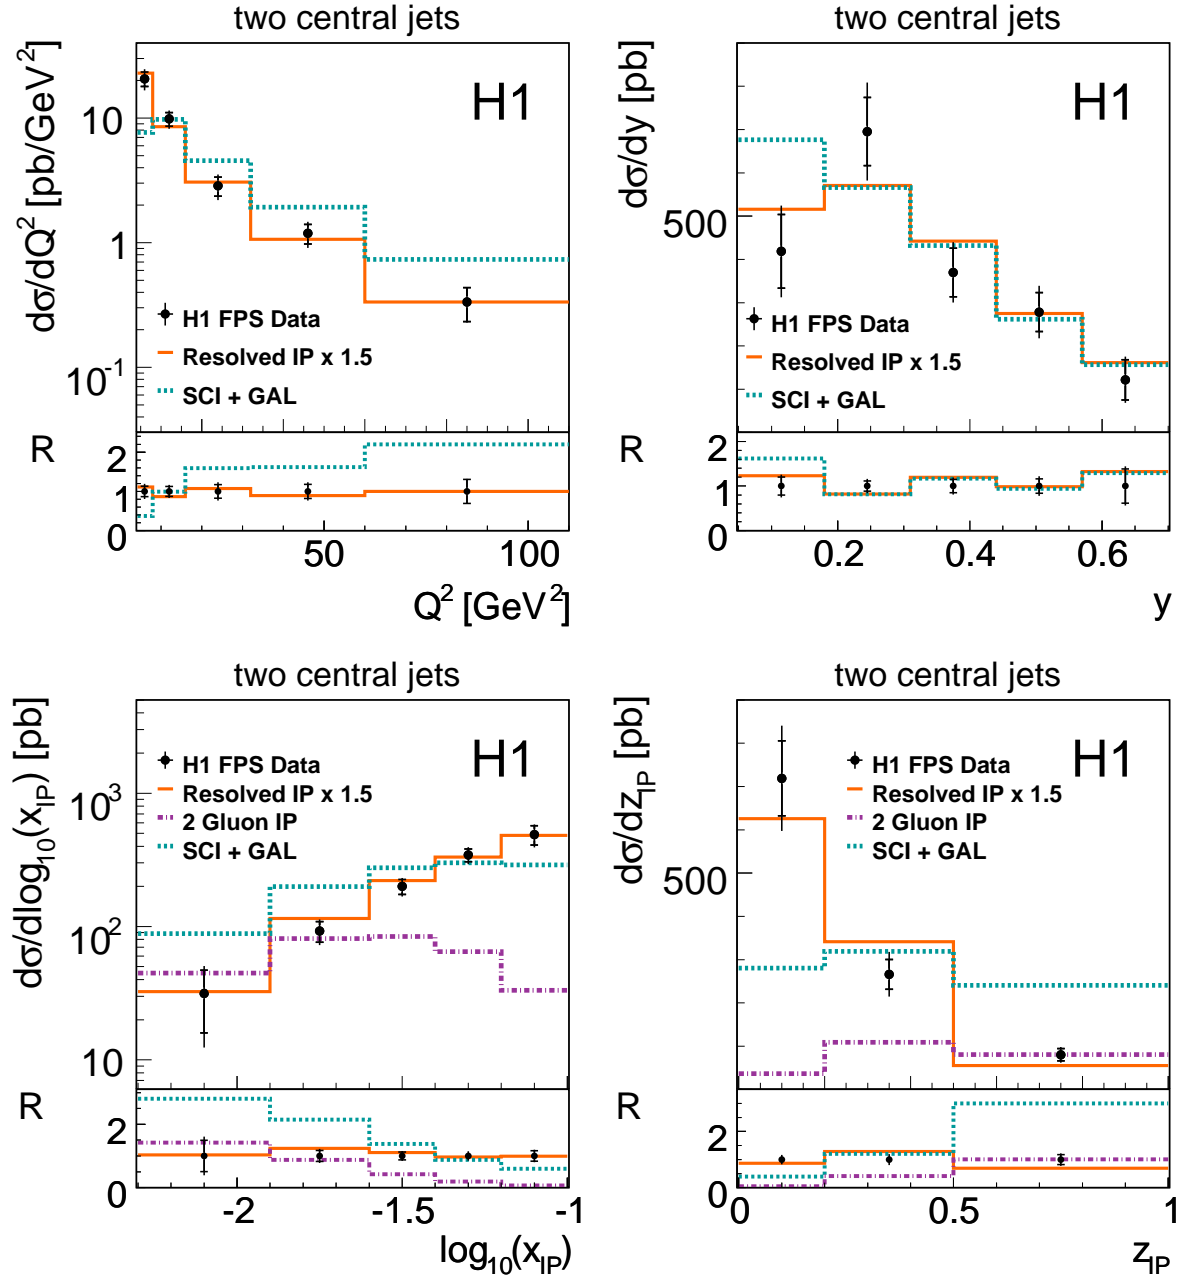 two central jets
dσ/dQ² [pb/GeV²]
H1
10
1
10⁻¹
H1 FPS Data
Resolved IP x 1.5
SCI + GAL
R
2
1
0
50
100
Q² [GeV²]
two central jets
dσ/dy [pb]
H1
500
H1 FPS Data
Resolved IP x 1.5
SCI + GAL
R
2
1
0
0.2
0.4
0.6
y
two central jets
dσ/dlog₁₀(x_IP) [pb]
H1
H1 FPS Data
Resolved IP x 1.5
2 Gluon IP
SCI + GAL
10³
10²
10
R
2
0
-2
-1.5
-1
log₁₀(x_IP)
two central jets
dσ/dz_IP [pb]
H1
H1 FPS Data
Resolved IP x 1.5
2 Gluon IP
SCI + GAL
500
R
2
0
0
0.5
1
z_IP